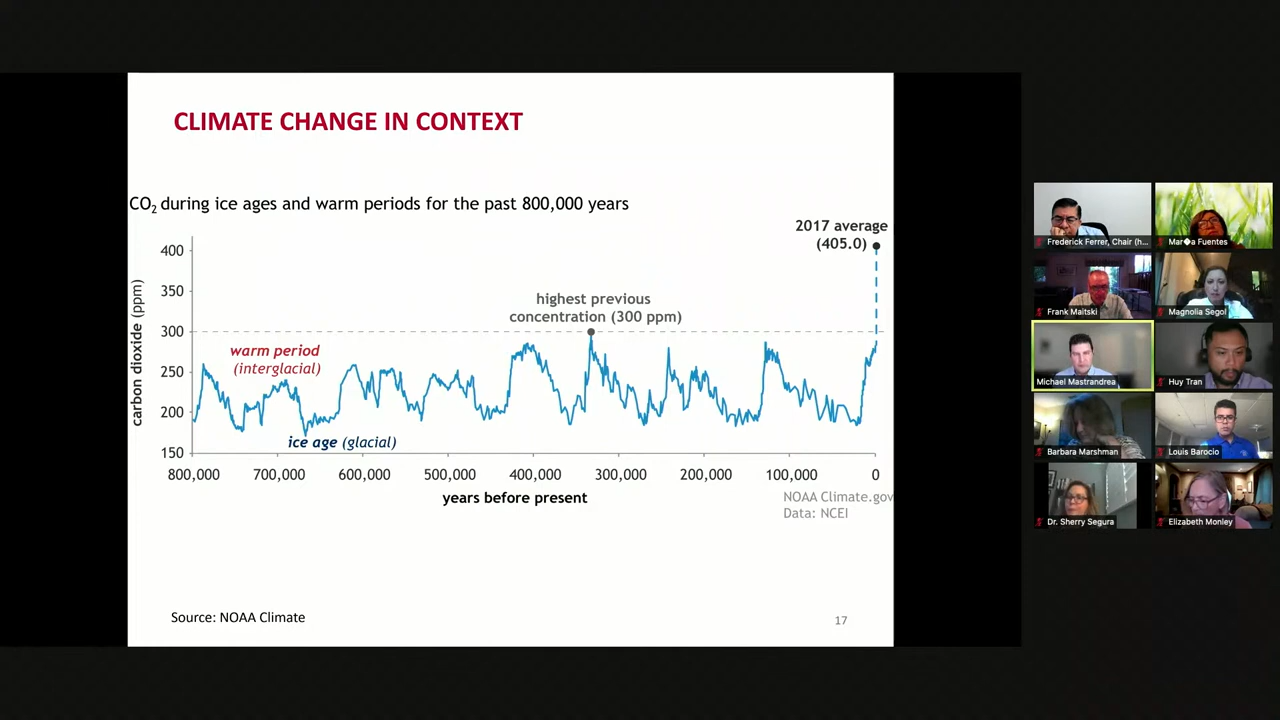 CLIMATE CHANGE IN CONTEXT
CO2 during ice ages and warm periods for the past 800,000 years
2017 average
(405.0)
400
350
300
250
200
150
carbon dioxide (ppm)
highest previous
concentration (300 ppm)
warm period
(interglacial)
ice age (glacial)
800,000 700,000 600,000 500,000 400,000 300,000 200,000 100,000 0
years before present
NOAA Climate.gov
Data: NCEI
Source: NOAA Climate
17
Frederick Ferrer, Chair (h...
Mar�a Fuentes
Frank Maitski
Magnolia Segol
Michael Mastrandrea
Huy Tran
Barbara Marshman
Louis Barocio
Dr. Sherry Segura
Elizabeth Monley